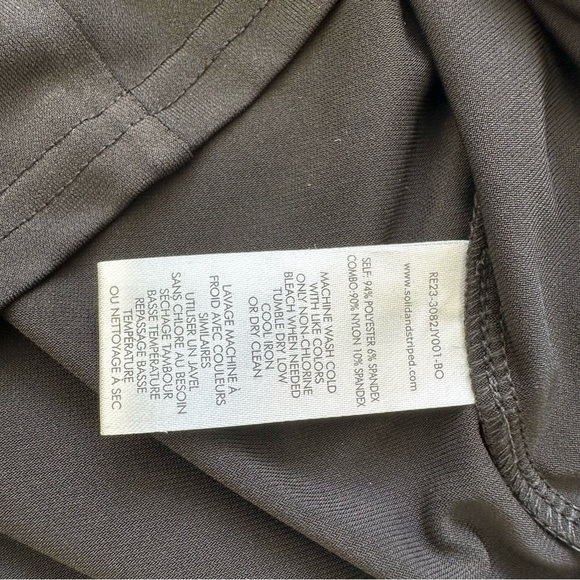 RE23-3082JY001-BO
www.solidandstriped.com
SELF: 94% POLYESTER 6% SPANDEX
COMBO:90% NYLON 10% SPANDEX
MACHINE WASH COLD
WITH LIKE COLORS
ONLY NON-CHLORINE
BLEACH WHEN NEEDED
TUMBLE DRY LOW
COOL IRON
OR DRY CLEAN
LAVAGE MACHINE À
FROID AVEC COULEURS
SIMILAIRES
UTILISER UN JAVEL
SANS CHLORE AU BESOIN
SÉCHAGE TAMBOUR
BASSE TEMPÉRATURE
REPASSAGE BASSE
TEMPÉRATURE
OU NETTOYAGE À SEC